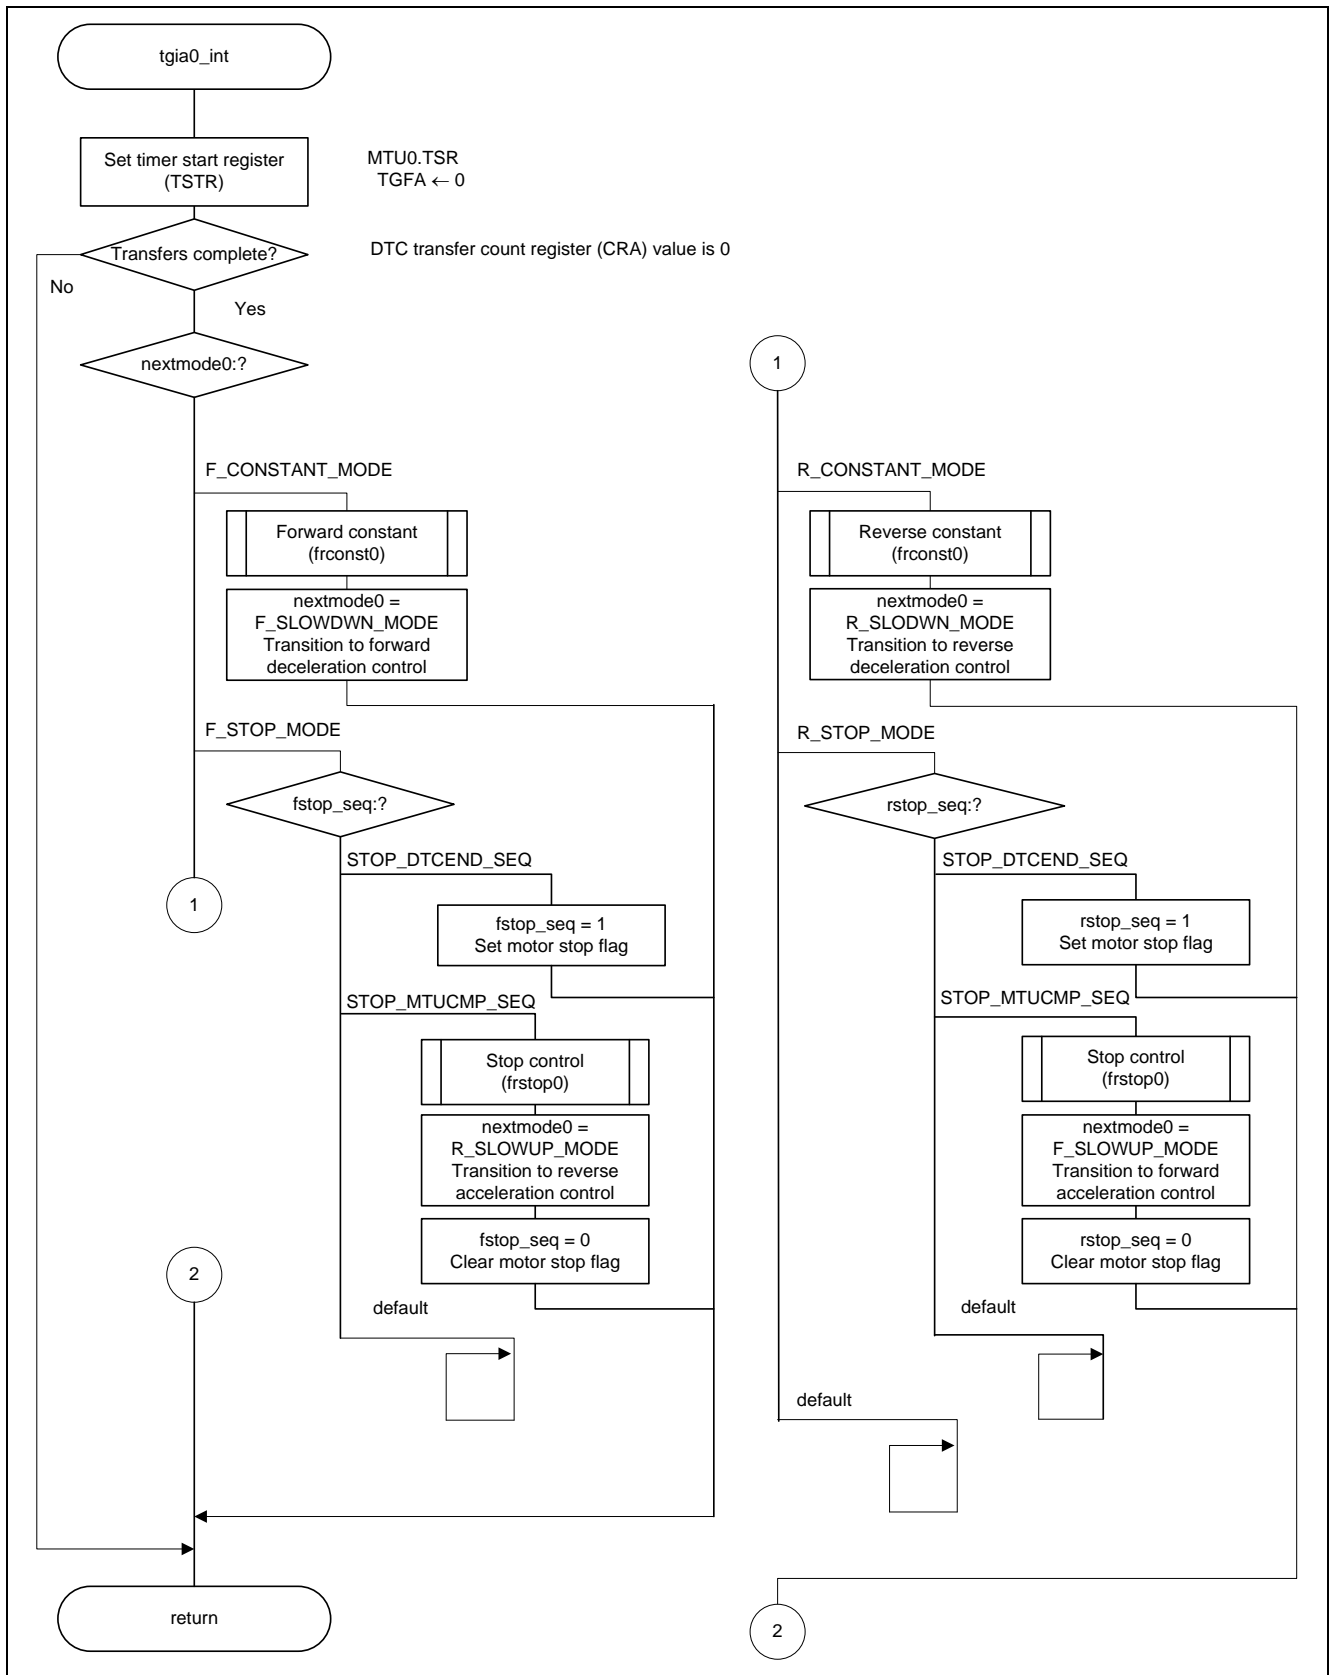 tgia0_int
Set timer start register
(TSTR)
MTU0.TSR
TGFA ← 0
Transfers complete?
DTC transfer count register (CRA) value is 0
No
Yes
nextmode0:?
F_CONSTANT_MODE
Forward constant
(frconst0)
nextmode0 =
F_SLOWDWN_MODE
Transition to forward
deceleration control
F_STOP_MODE
fstop_seq:?
STOP_DTCEND_SEQ
1
fstop_seq = 1
Set motor stop flag
STOP_MTUCMP_SEQ
Stop control
(frstop0)
nextmode0 =
R_SLOWUP_MODE
Transition to reverse
acceleration control
fstop_seq = 0
Clear motor stop flag
2
default
return
1
R_CONSTANT_MODE
Reverse constant
(frconst0)
nextmode0 =
R_SLODWN_MODE
Transition to reverse
deceleration control
R_STOP_MODE
rstop_seq:?
STOP_DTCEND_SEQ
rstop_seq = 1
Set motor stop flag
STOP_MTUCMP_SEQ
Stop control
(frstop0)
nextmode0 =
F_SLOWUP_MODE
Transition to forward
acceleration control
rstop_seq = 0
Clear motor stop flag
default
default
2